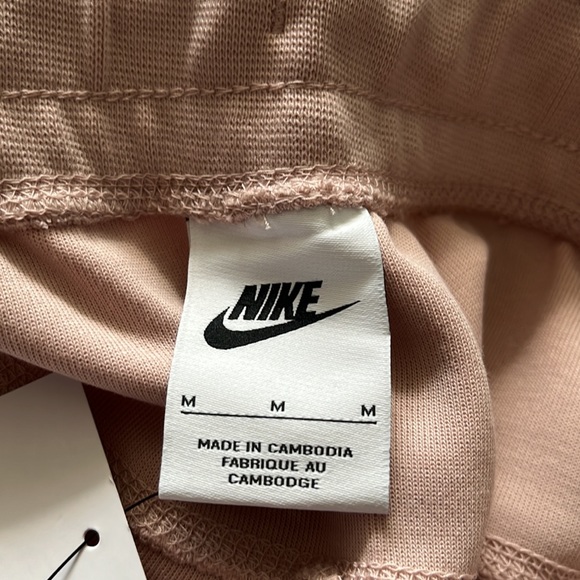 NIKE
M M M
MADE IN CAMBODIA
FABRIQUE AU
CAMBODGE